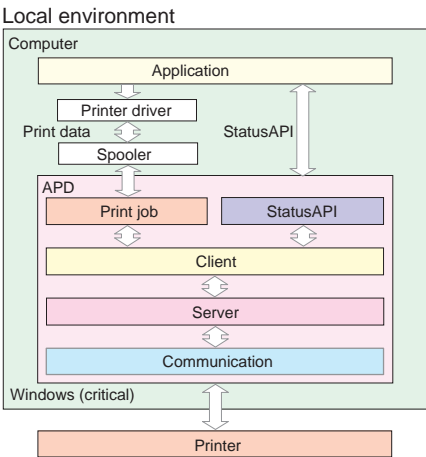 Local environment
Computer
Application
Printer driver
Print data
StatusAPI
Spooler
APD
Print job
StatusAPI
Client
Server
Communication
Windows (critical)
Printer